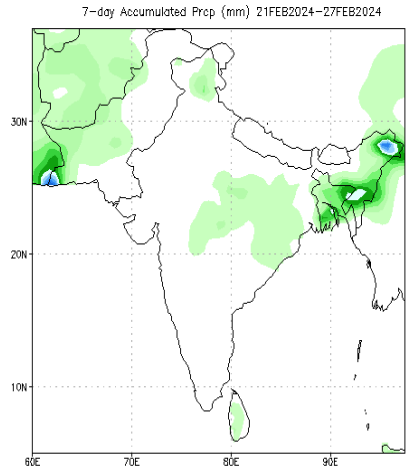 7-day Accumulated Prcp (mm) 21FEB2024-27FEB2024
30N
20N
10N
60E 70E 80E 90E